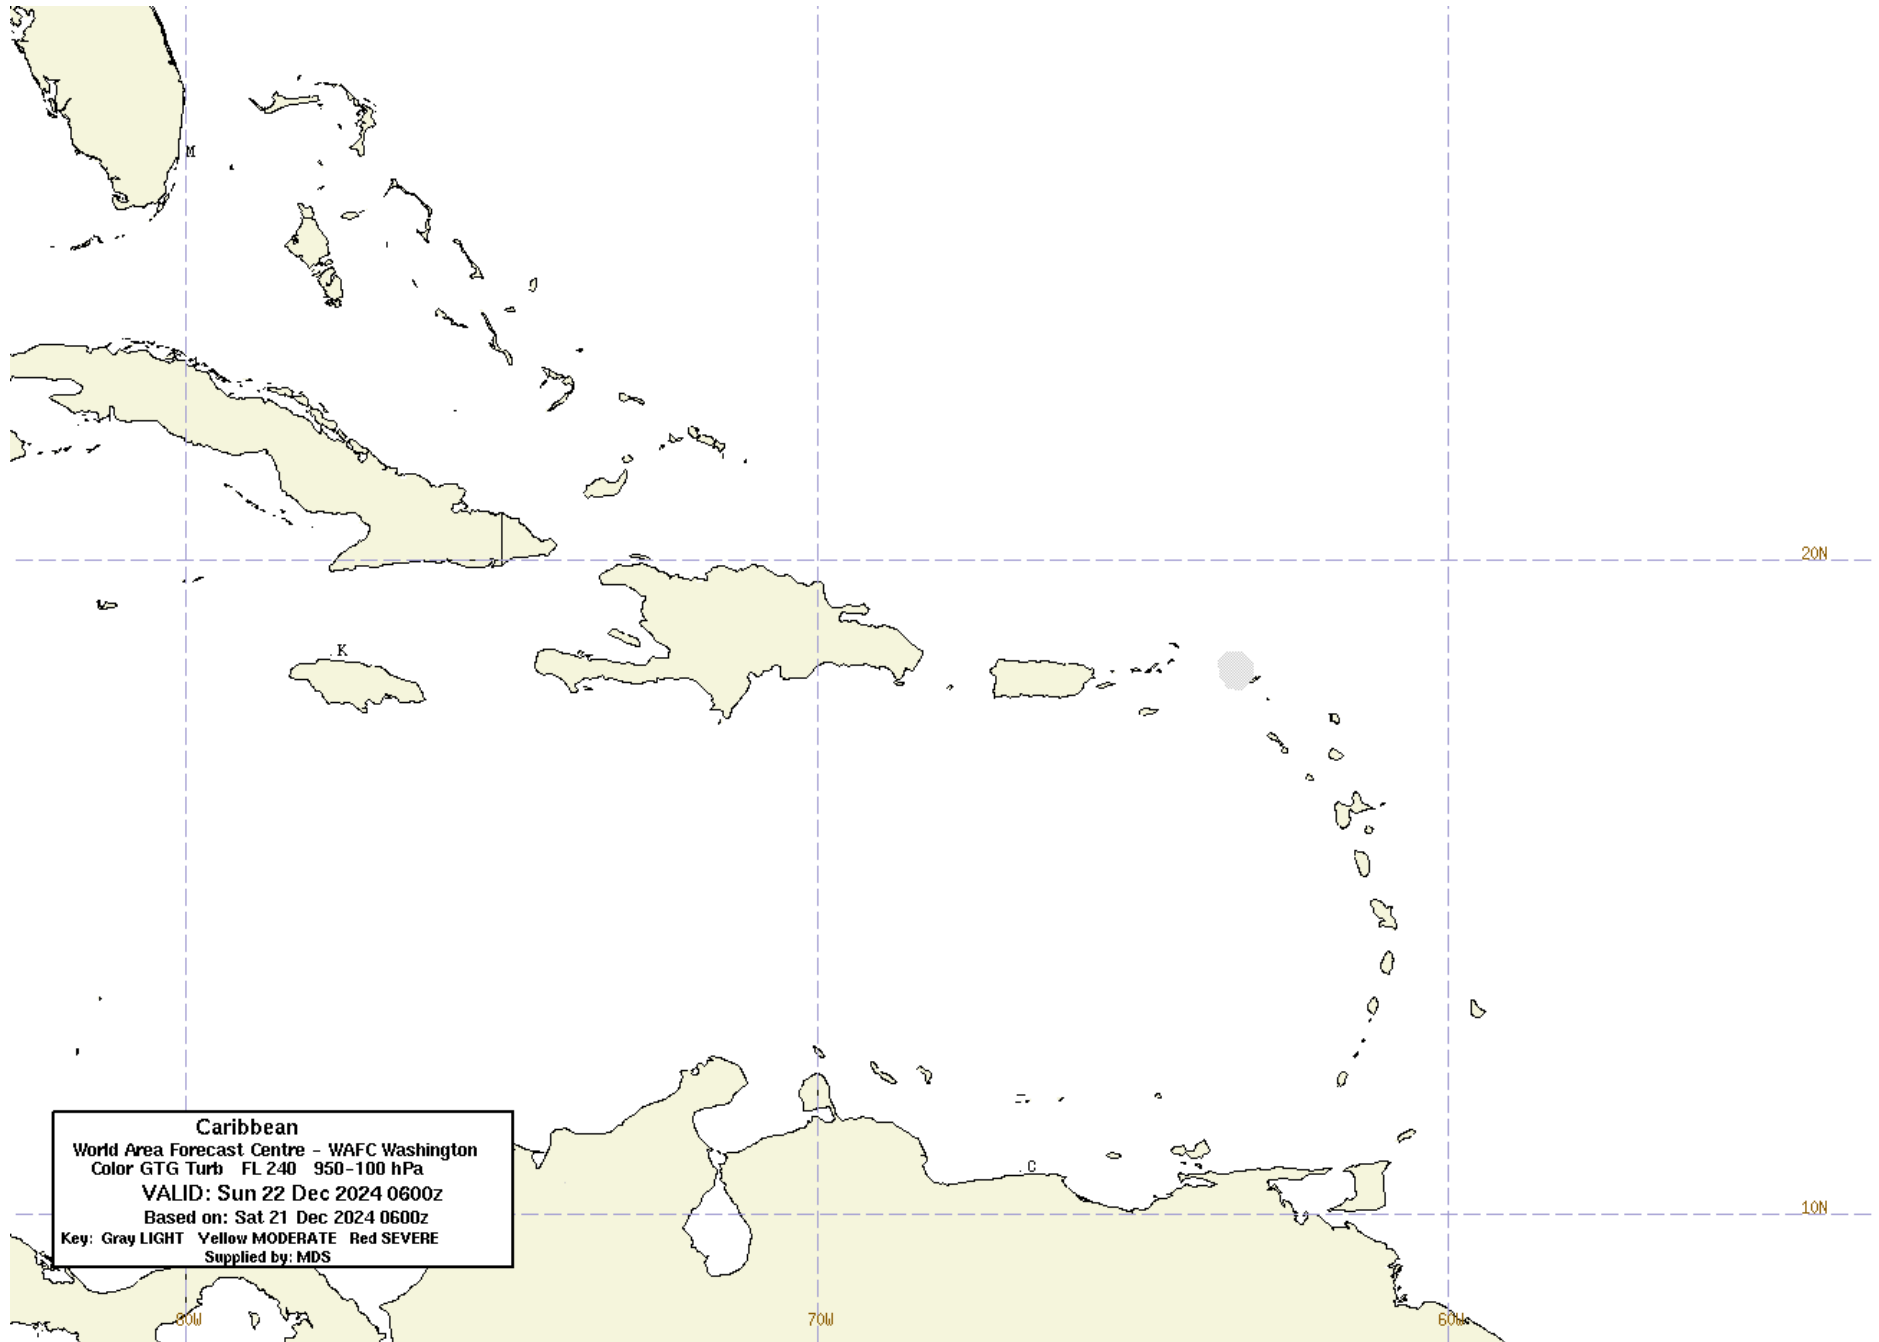 M
20N
K
C
10N
Caribbean
World Area Forecast Centre - WAFC Washington
Color GTG Turb FL 240 950-100 hPa
VALID: Sun 22 Dec 2024 0600z
Based on: Sat 21 Dec 2024 0600z
Key: Gray LIGHT Yellow MODERATE Red SEVERE
Supplied by: MDS
80W 70W 60W